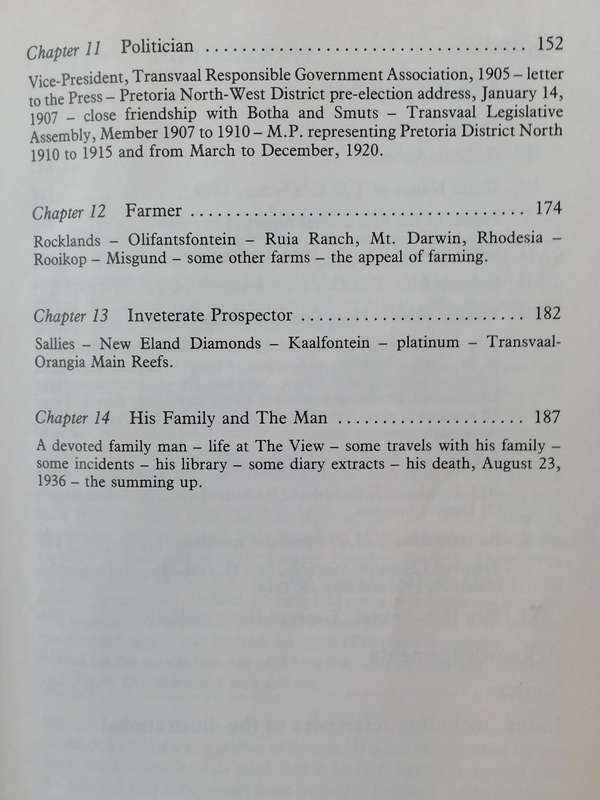 Chapter 11 Politician .................................... 152
Vice-President, Transvaal Responsible Government Association, 1905 – letter
to the Press – Pretoria North-West District pre-election address, January 14,
1907 – close friendship with Botha and Smuts – Transvaal Legislative
Assembly, Member 1907 to 1910 – M.P. representing Pretoria District North
1910 to 1915 and from March to December, 1920.
Chapter 12 Farmer ..................................... 174
Rocklands – Olifantsfontein – Ruia Ranch, Mt. Darwin, Rhodesia –
Rooikop – Misgund – some other farms – the appeal of farming.
Chapter 13 Inveterate Prospector ......................... 182
Sallies – New Eland Diamonds – Kaalfontein – platinum – Transvaal-
Orangia Main Reefs.
Chapter 14 His Family and The Man ..................... 187
A devoted family man – life at The View – some travels with his family –
some incidents – his library – some diary extracts – his death, August 23,
1936 – the summing up.